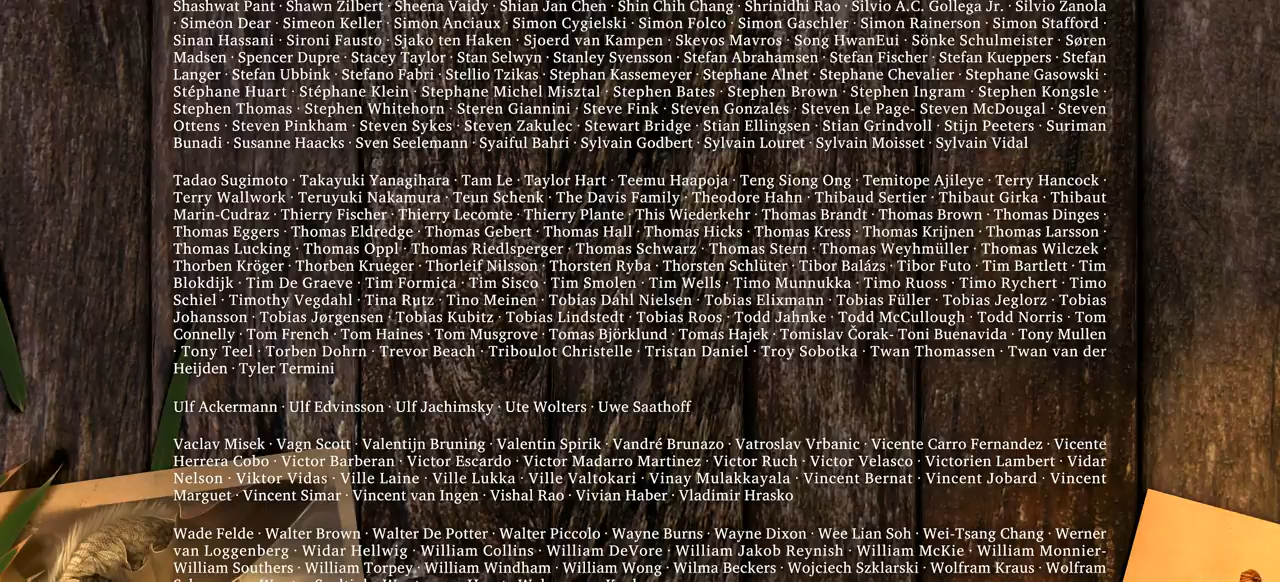 Shashwat Pant · Shawn Zilbert · Sheena Vaidy · Shian Jan Chen · Shin Chih Chang · Shrinidhi Rao · Silvio A.C. Gollega Jr. · Silvio Zanola
· Simeon Dear · Simeon Keller · Simon Anciaux · Simon Cygielski · Simon Folco · Simon Gaschler · Simon Rainerson · Simon Stafford ·
Sinan Hassani · Sironi Fausto · Sjako ten Haken · Sjoerd van Kampen · Skevos Mavros · Song HwanEui · Sönke Schulmeister · Søren
Madsen · Spencer Dupre · Stacey Taylor · Stan Selwyn · Stanley Svensson · Stefan Abrahamsen · Stefan Fischer · Stefan Kueppers · Stefan
Langer · Stefan Ubbink · Stefano Fabri · Stellio Tzikas · Stephan Kassemeyer · Stephane Alnet · Stephane Chevalier · Stephane Gasowski ·
Stéphane Huart · Stéphane Klein · Stephane Michel Misztal · Stephen Bates · Stephen Brown · Stephen Ingram · Stephen Kongsle ·
Stephen Thomas · Stephen Whitehorn · Steren Giannini · Steve Fink · Steven Gonzales · Steven Le Page- Steven McDougal · Steven
Ottens · Steven Pinkham · Steven Sykes · Steven Zakulec · Stewart Bridge · Stian Ellingsen · Stian Grindvoll · Stijn Peeters · Suriman
Bunadi · Susanne Haacks · Sven Seelemann · Syaiful Bahri · Sylvain Godbert · Sylvain Louret · Sylvain Moisset · Sylvain Vidal
Tadao Sugimoto · Takayuki Yanagihara · Tam Le · Taylor Hart · Teemu Haapoja · Teng Siong Ong · Temitope Ajileye · Terry Hancock ·
Terry Wallwork · Teruyuki Nakamura · Teun Schenk · The Davis Family · Theodore Hahn · Thibaud Sertier · Thibaut Girka · Thibaut
Marin-Cudraz · Thierry Fischer · Thierry Lecomte · Thierry Plante · This Wiederkehr · Thomas Brandt · Thomas Brown · Thomas Dinges ·
Thomas Eggers · Thomas Eldredge · Thomas Gebert · Thomas Hall · Thomas Hicks · Thomas Kress · Thomas Krijnen · Thomas Larsson ·
Thomas Lucking · Thomas Oppl · Thomas Riedlsperger · Thomas Schwarz · Thomas Stern · Thomas Weyhmüller · Thomas Wilczek ·
Thorben Kröger · Thorben Krueger · Thorleif Nilsson · Thorsten Ryba · Thorsten Schlüter · Tibor Balázs · Tibor Futo · Tim Bartlett · Tim
Blokdijk · Tim De Graeve · Tim Formica · Tim Sisco · Tim Smolen · Tim Wells · Timo Munnukka · Timo Ruoss · Timo Rychert · Timo
Schiel · Timothy Vegdahl · Tina Rutz · Tino Meinen · Tobias Dahl Nielsen · Tobias Elixmann · Tobias Füller · Tobias Jeglorz · Tobias
Johansson · Tobias Jørgensen · Tobias Kubitz · Tobias Lindstedt · Tobias Roos · Todd Jahnke · Todd McCullough · Todd Norris · Tom
Connelly · Tom French · Tom Haines · Tom Musgrove · Tomas Björklund · Tomas Hajek · Tomislav Čorak- Toni Buenavida · Tony Mullen
· Tony Teel · Torben Dohrn · Trevor Beach · Triboulot Christelle · Tristan Daniel · Troy Sobotka · Twan Thomassen · Twan van der
Heijden · Tyler Termini
Ulf Ackermann · Ulf Edvinsson · Ulf Jachimsky · Ute Wolters · Uwe Saathoff
Vaclav Misek · Vagn Scott · Valentijn Bruning · Valentin Spirik · Vandré Brunazo · Vatroslav Vrbanic · Vicente Carro Fernandez · Vicente
Herrera Cobo · Victor Barberan · Victor Escardo · Victor Madarro Martinez · Victor Ruch · Victor Velasco · Victorien Lambert · Vidar
Nelson · Viktor Vidas · Ville Laine · Ville Lukka · Ville Valtokari · Vinay Mulakkayala · Vincent Bernat · Vincent Jobard · Vincent
Marguet · Vincent Simar · Vincent van Ingen · Vishal Rao · Vivian Haber · Vladimir Hrasko
Wade Felde · Walter Brown · Walter De Potter · Walter Piccolo · Wayne Burns · Wayne Dixon · Wee Lian Soh · Wei-Tsang Chang · Werner
van Loggenberg · Widar Hellwig · William Collins · William DeVore · William Jakob Reynish · William McKie · William Monnier-
William Southers · William Torpey · William Windham · William Wong · Wilma Beckers · Wojciech Szklarski · Wolfram Kraus · Wolfram